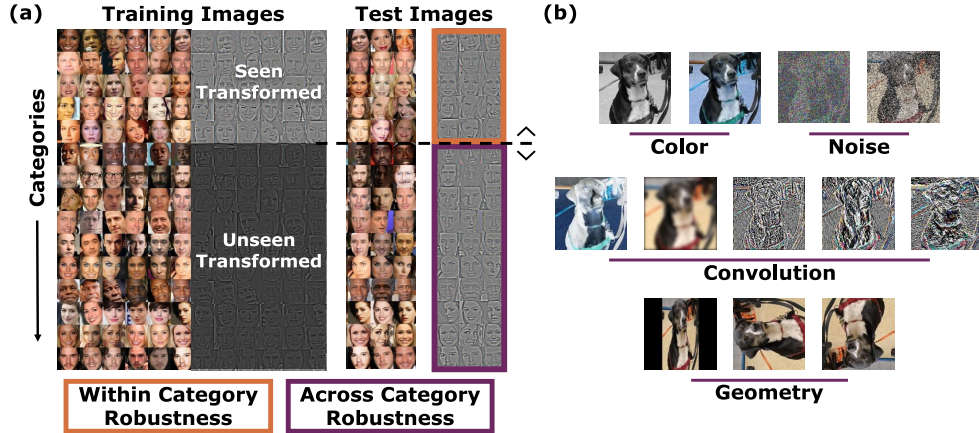 (a)
Training Images
Test Images
Categories
Seen
Transformed
Unseen
Transformed
Within Category
Robustness
Across Category
Robustness
(b)
Color
Noise
Convolution
Geometry